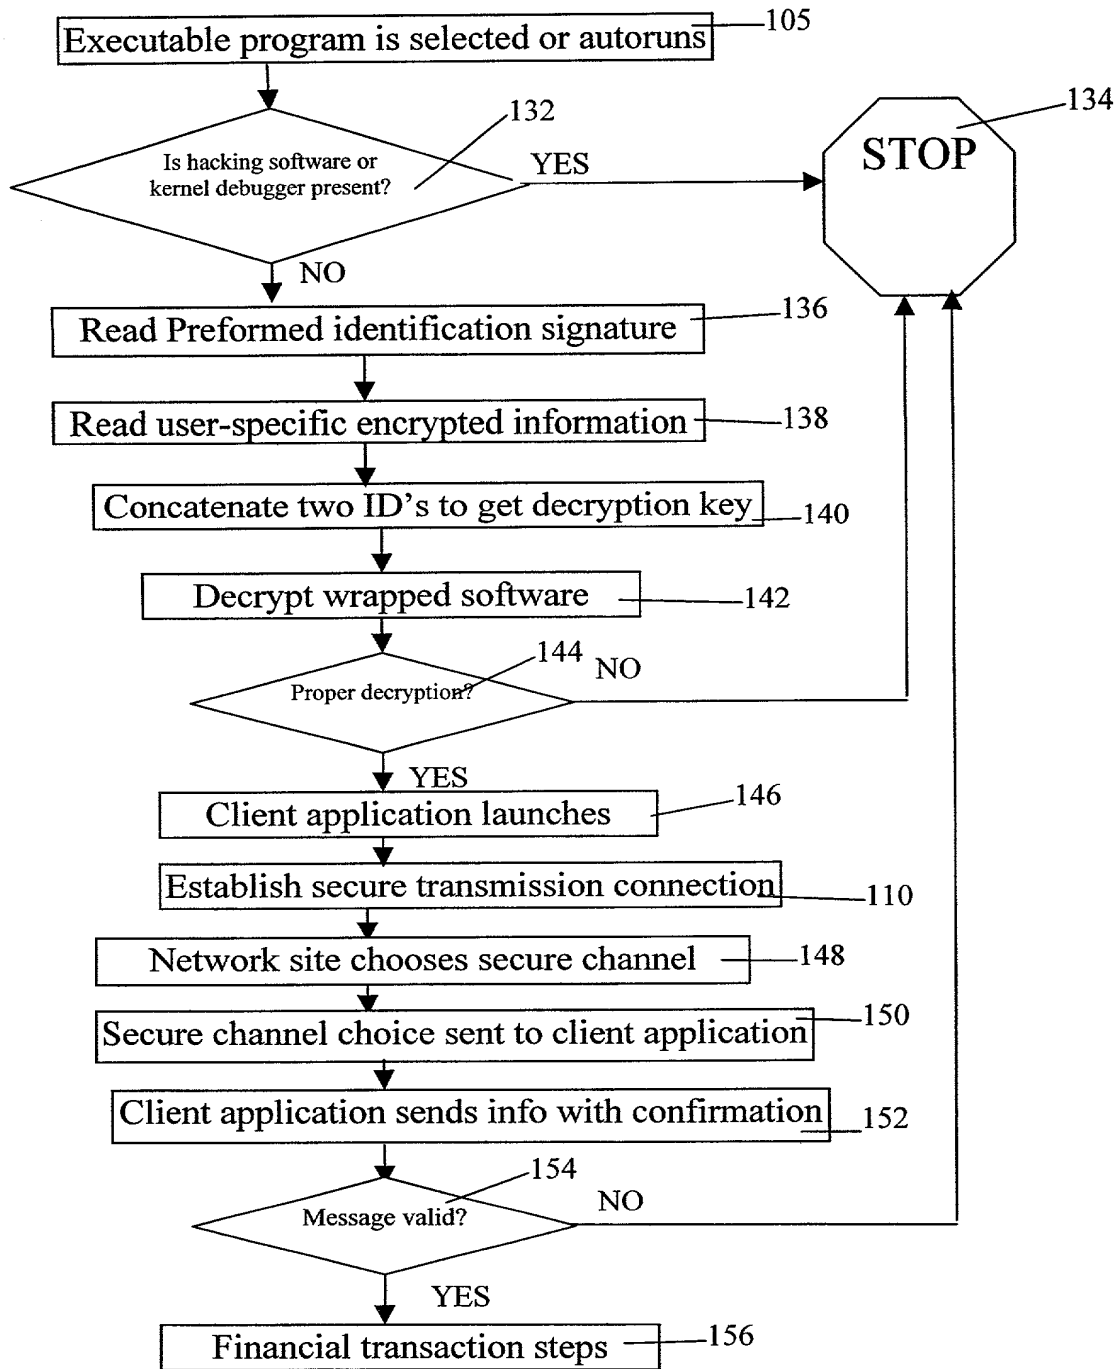 Executable program is selected or autoruns
105
Is hacking software or
kernel debugger present?
132
YES
STOP
134
NO
Read Preformed identification signature
136
Read user-specific encrypted information
138
Concatenate two ID's to get decryption key
140
Decrypt wrapped software
142
Proper decryption?
144
NO
YES
Client application launches
146
Establish secure transmission connection
110
Network site chooses secure channel
148
Secure channel choice sent to client application
150
Client application sends info with confirmation
152
Message valid?
154
NO
YES
Financial transaction steps
156